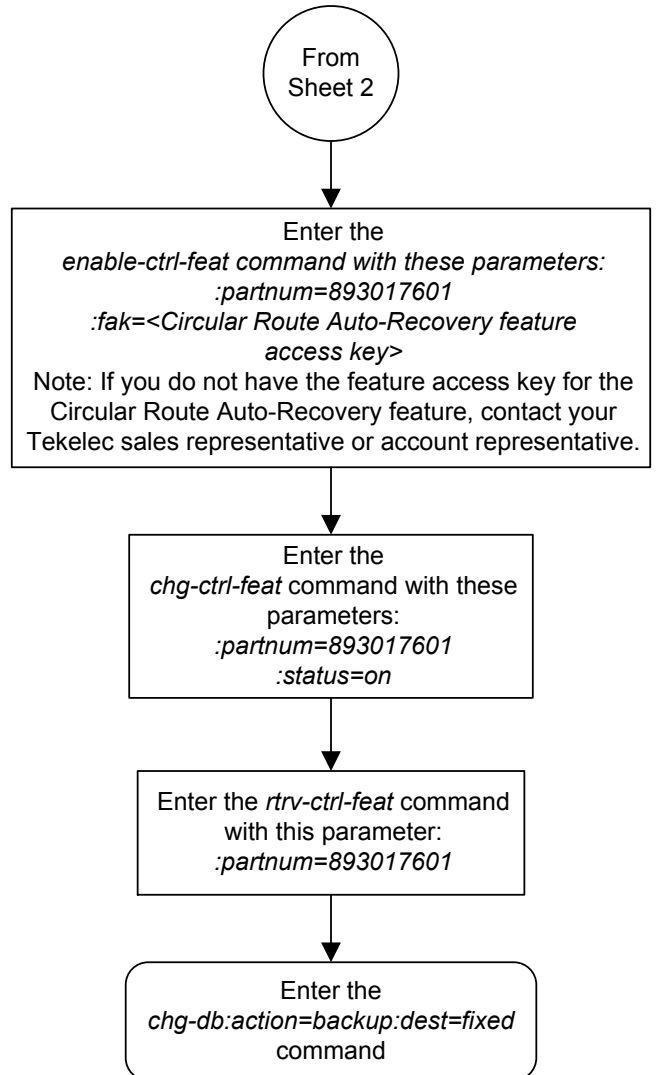 From
Sheet 2
Enter the
enable-ctrl-feat command with these parameters:
:partnum=893017601
:fak=<Circular Route Auto-Recovery feature
access key>
Note: If you do not have the feature access key for the
Circular Route Auto-Recovery feature, contact your
Tekelec sales representative or account representative.
Enter the
chg-ctrl-feat command with these
parameters:
:partnum=893017601
:status=on
Enter the rtrv-ctrl-feat command
with this parameter:
:partnum=893017601
Enter the
chg-db:action=backup:dest=fixed
command